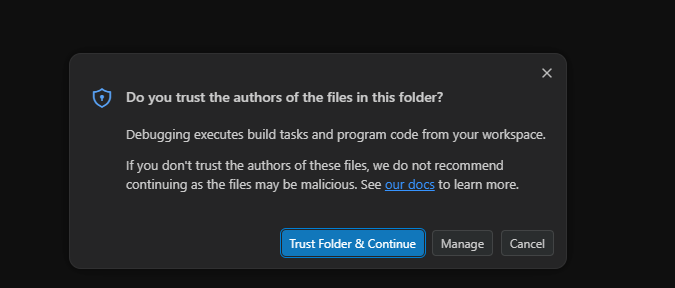 Do you trust the authors of the files in this folder?
Debugging executes build tasks and program code from your workspace.
If you don't trust the authors of these files, we do not recommend
continuing as the files may be malicious. See our docs to learn more.
Trust Folder & Continue
Manage
Cancel